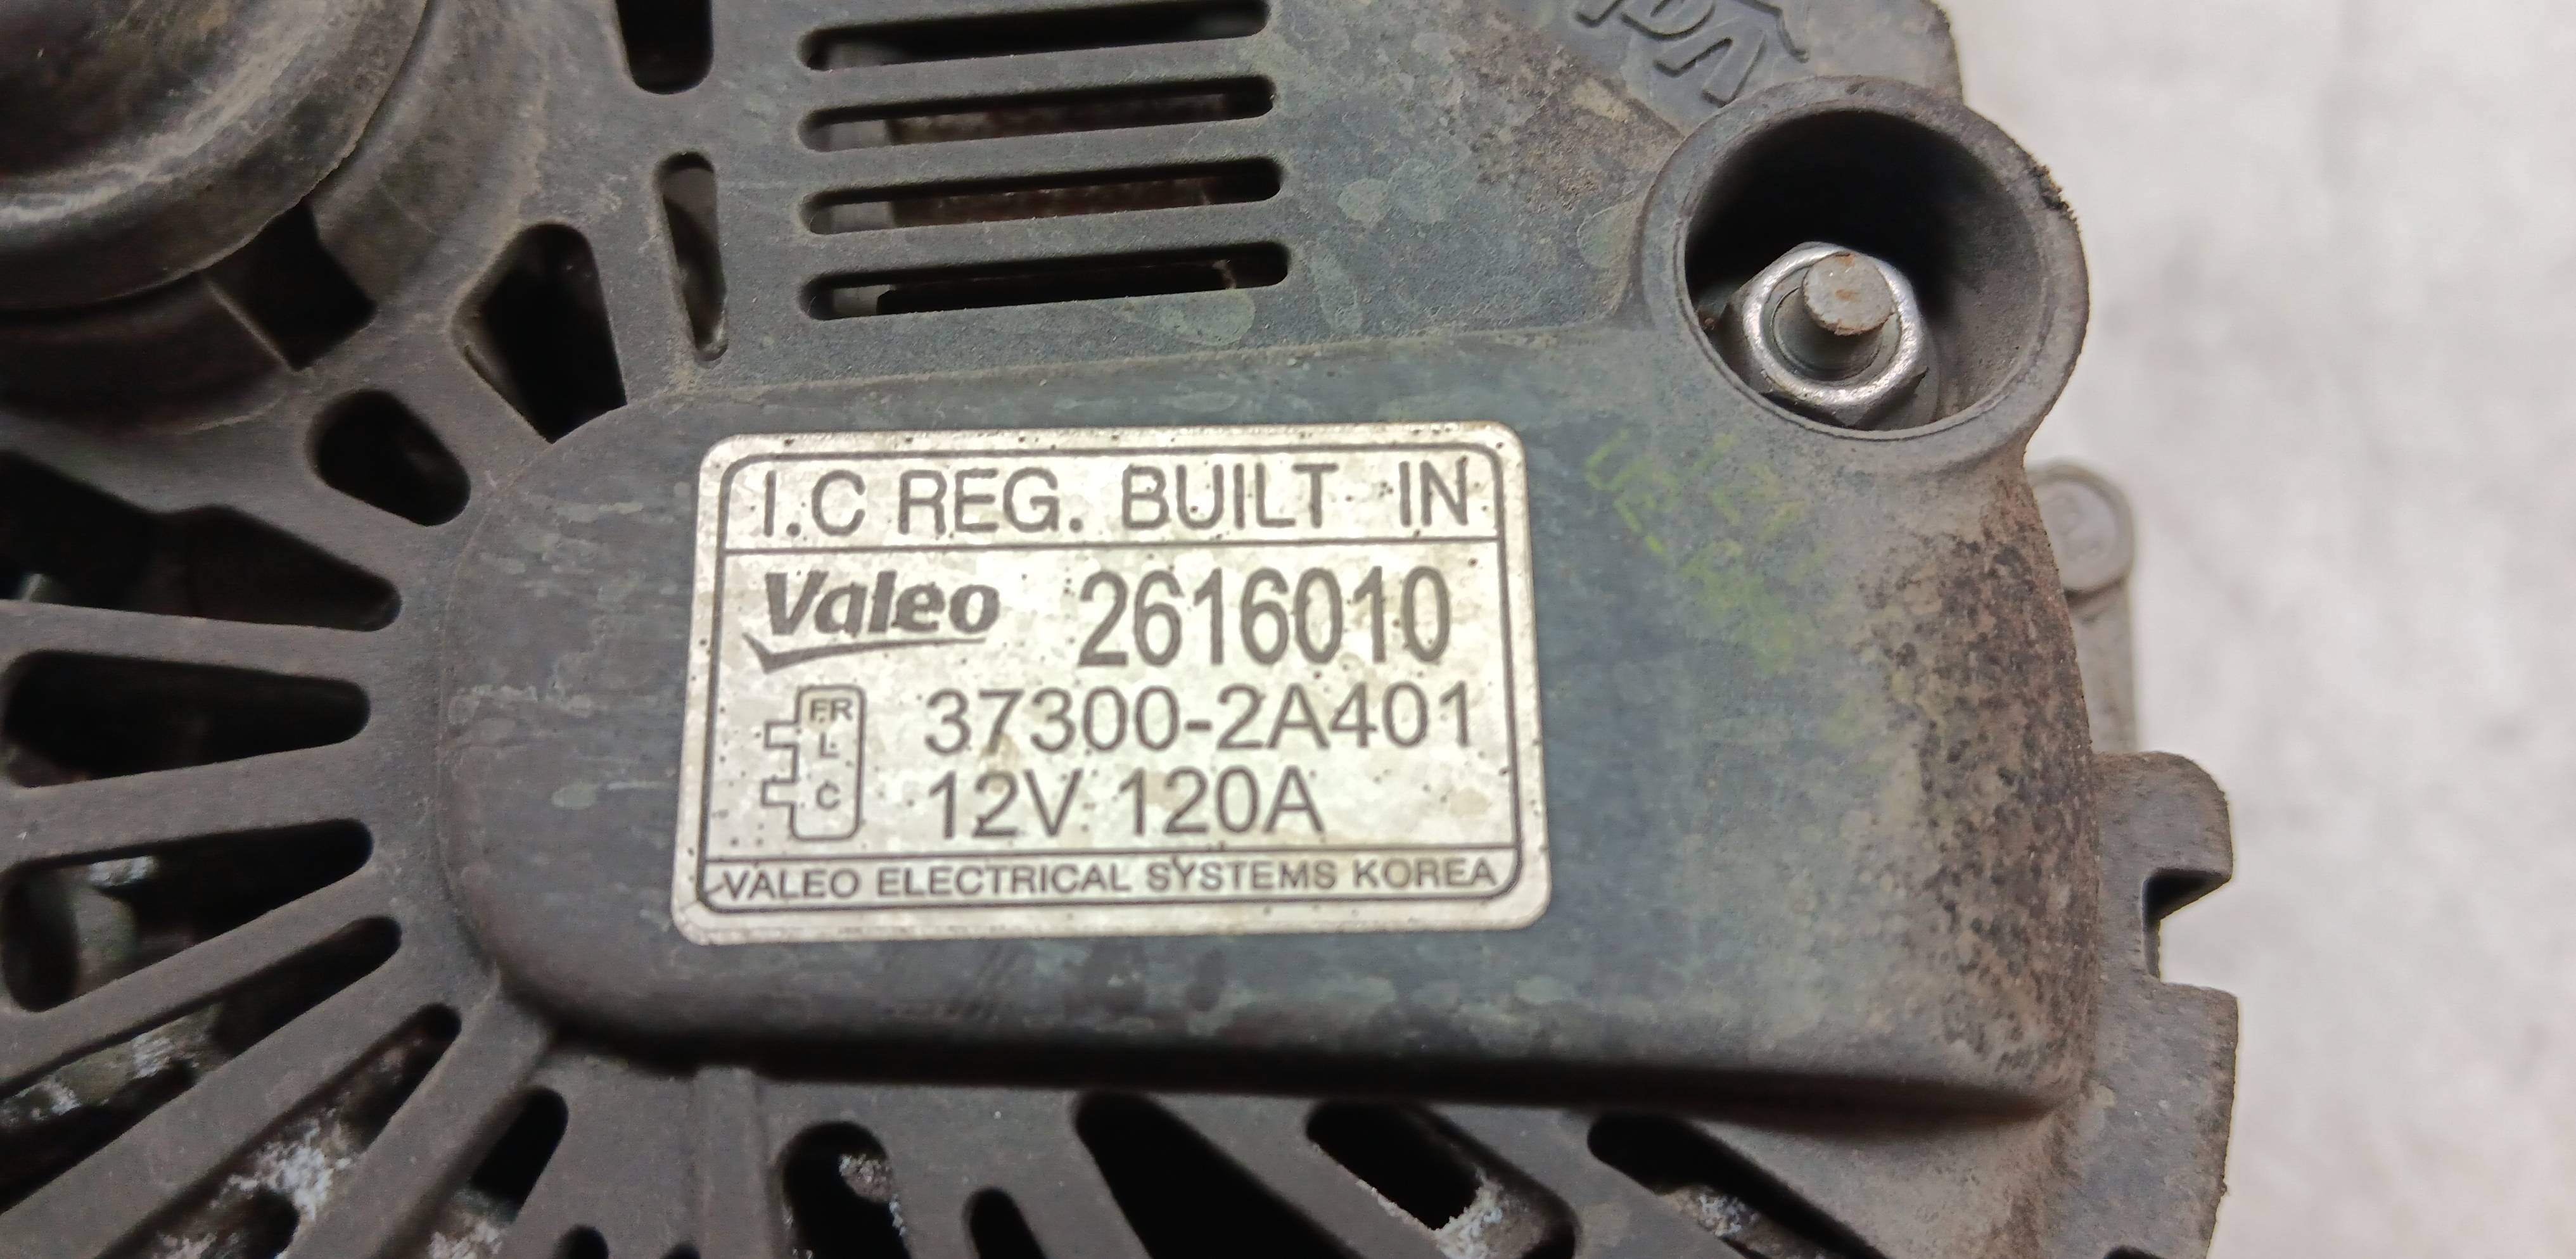 I.C REG. BUILT IN
Valeo 2616010
FR
L
C
37300-2A401
12V 120A
VALEO ELECTRICAL SYSTEMS KOREA